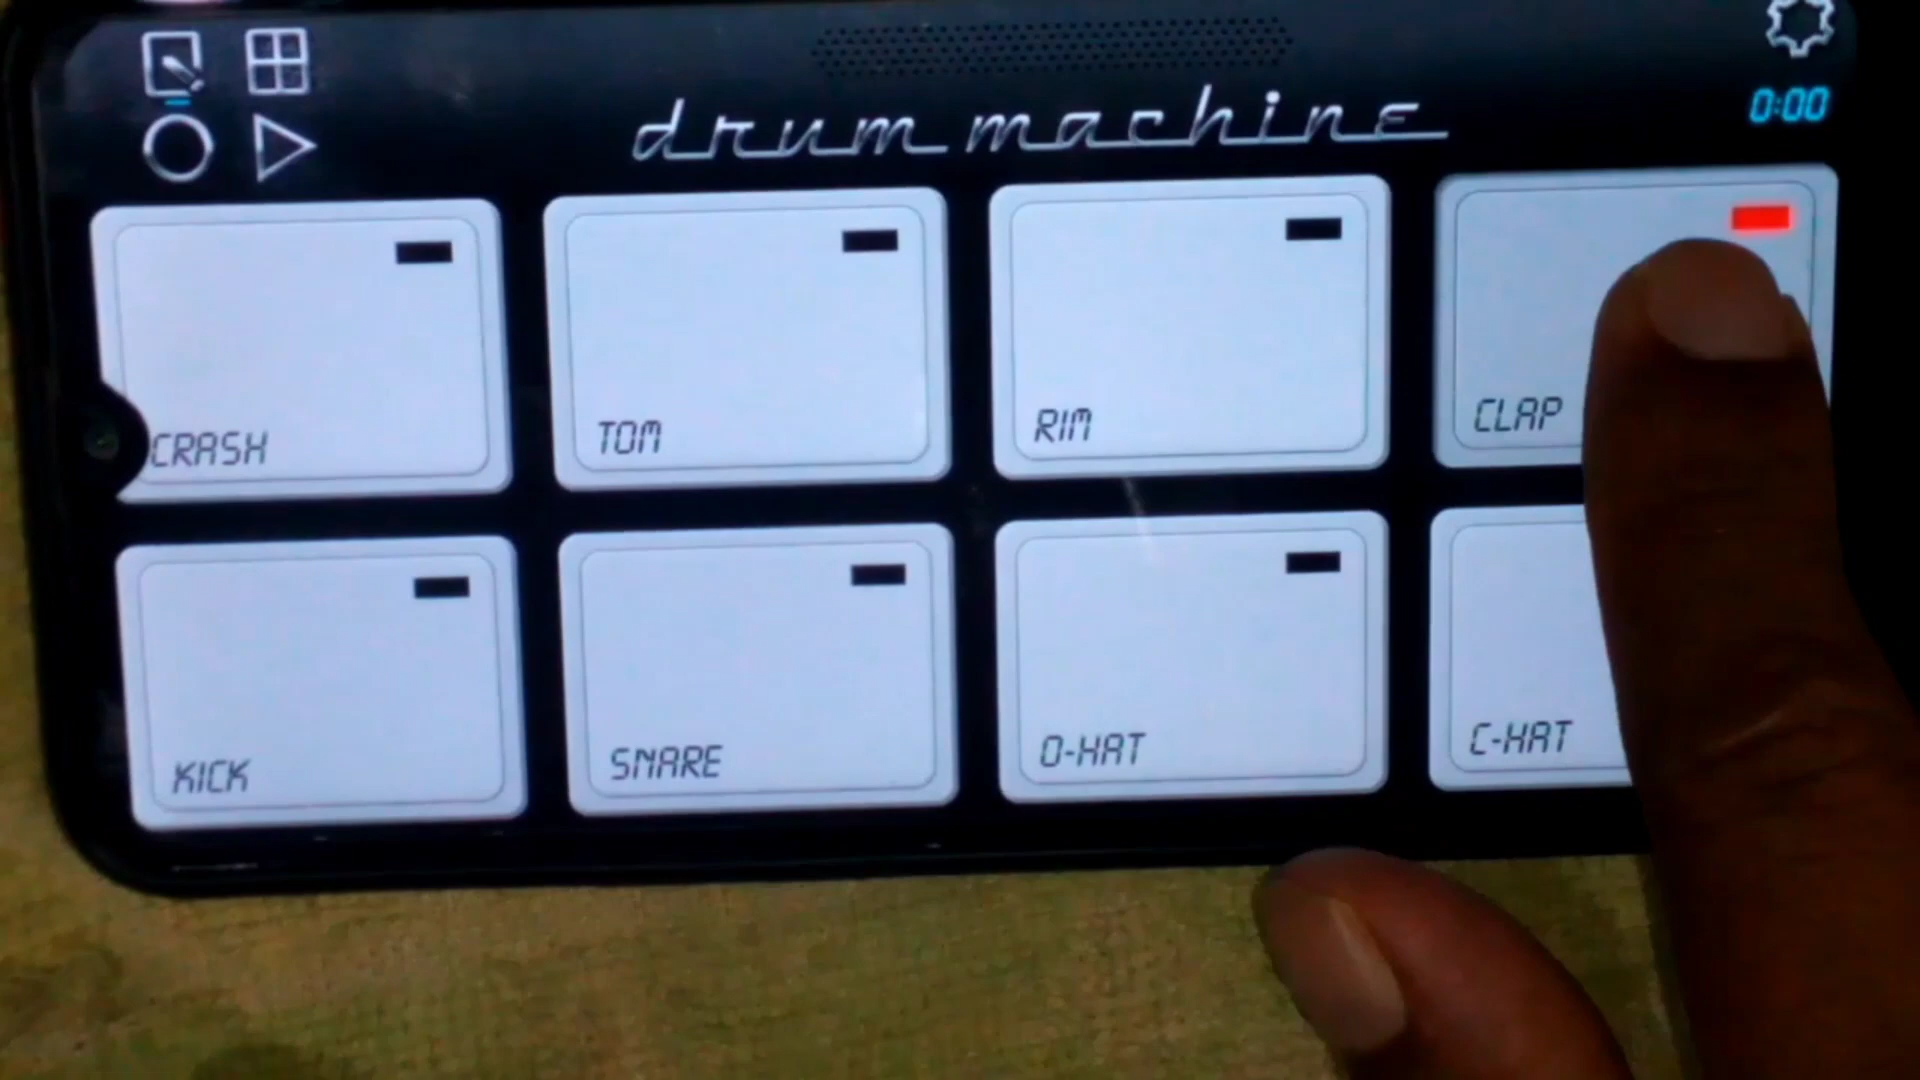 drum machine
0:00
CRASH
TOM
RIM
CLAP
KICK
SNARE
O-HAT
C-HAT